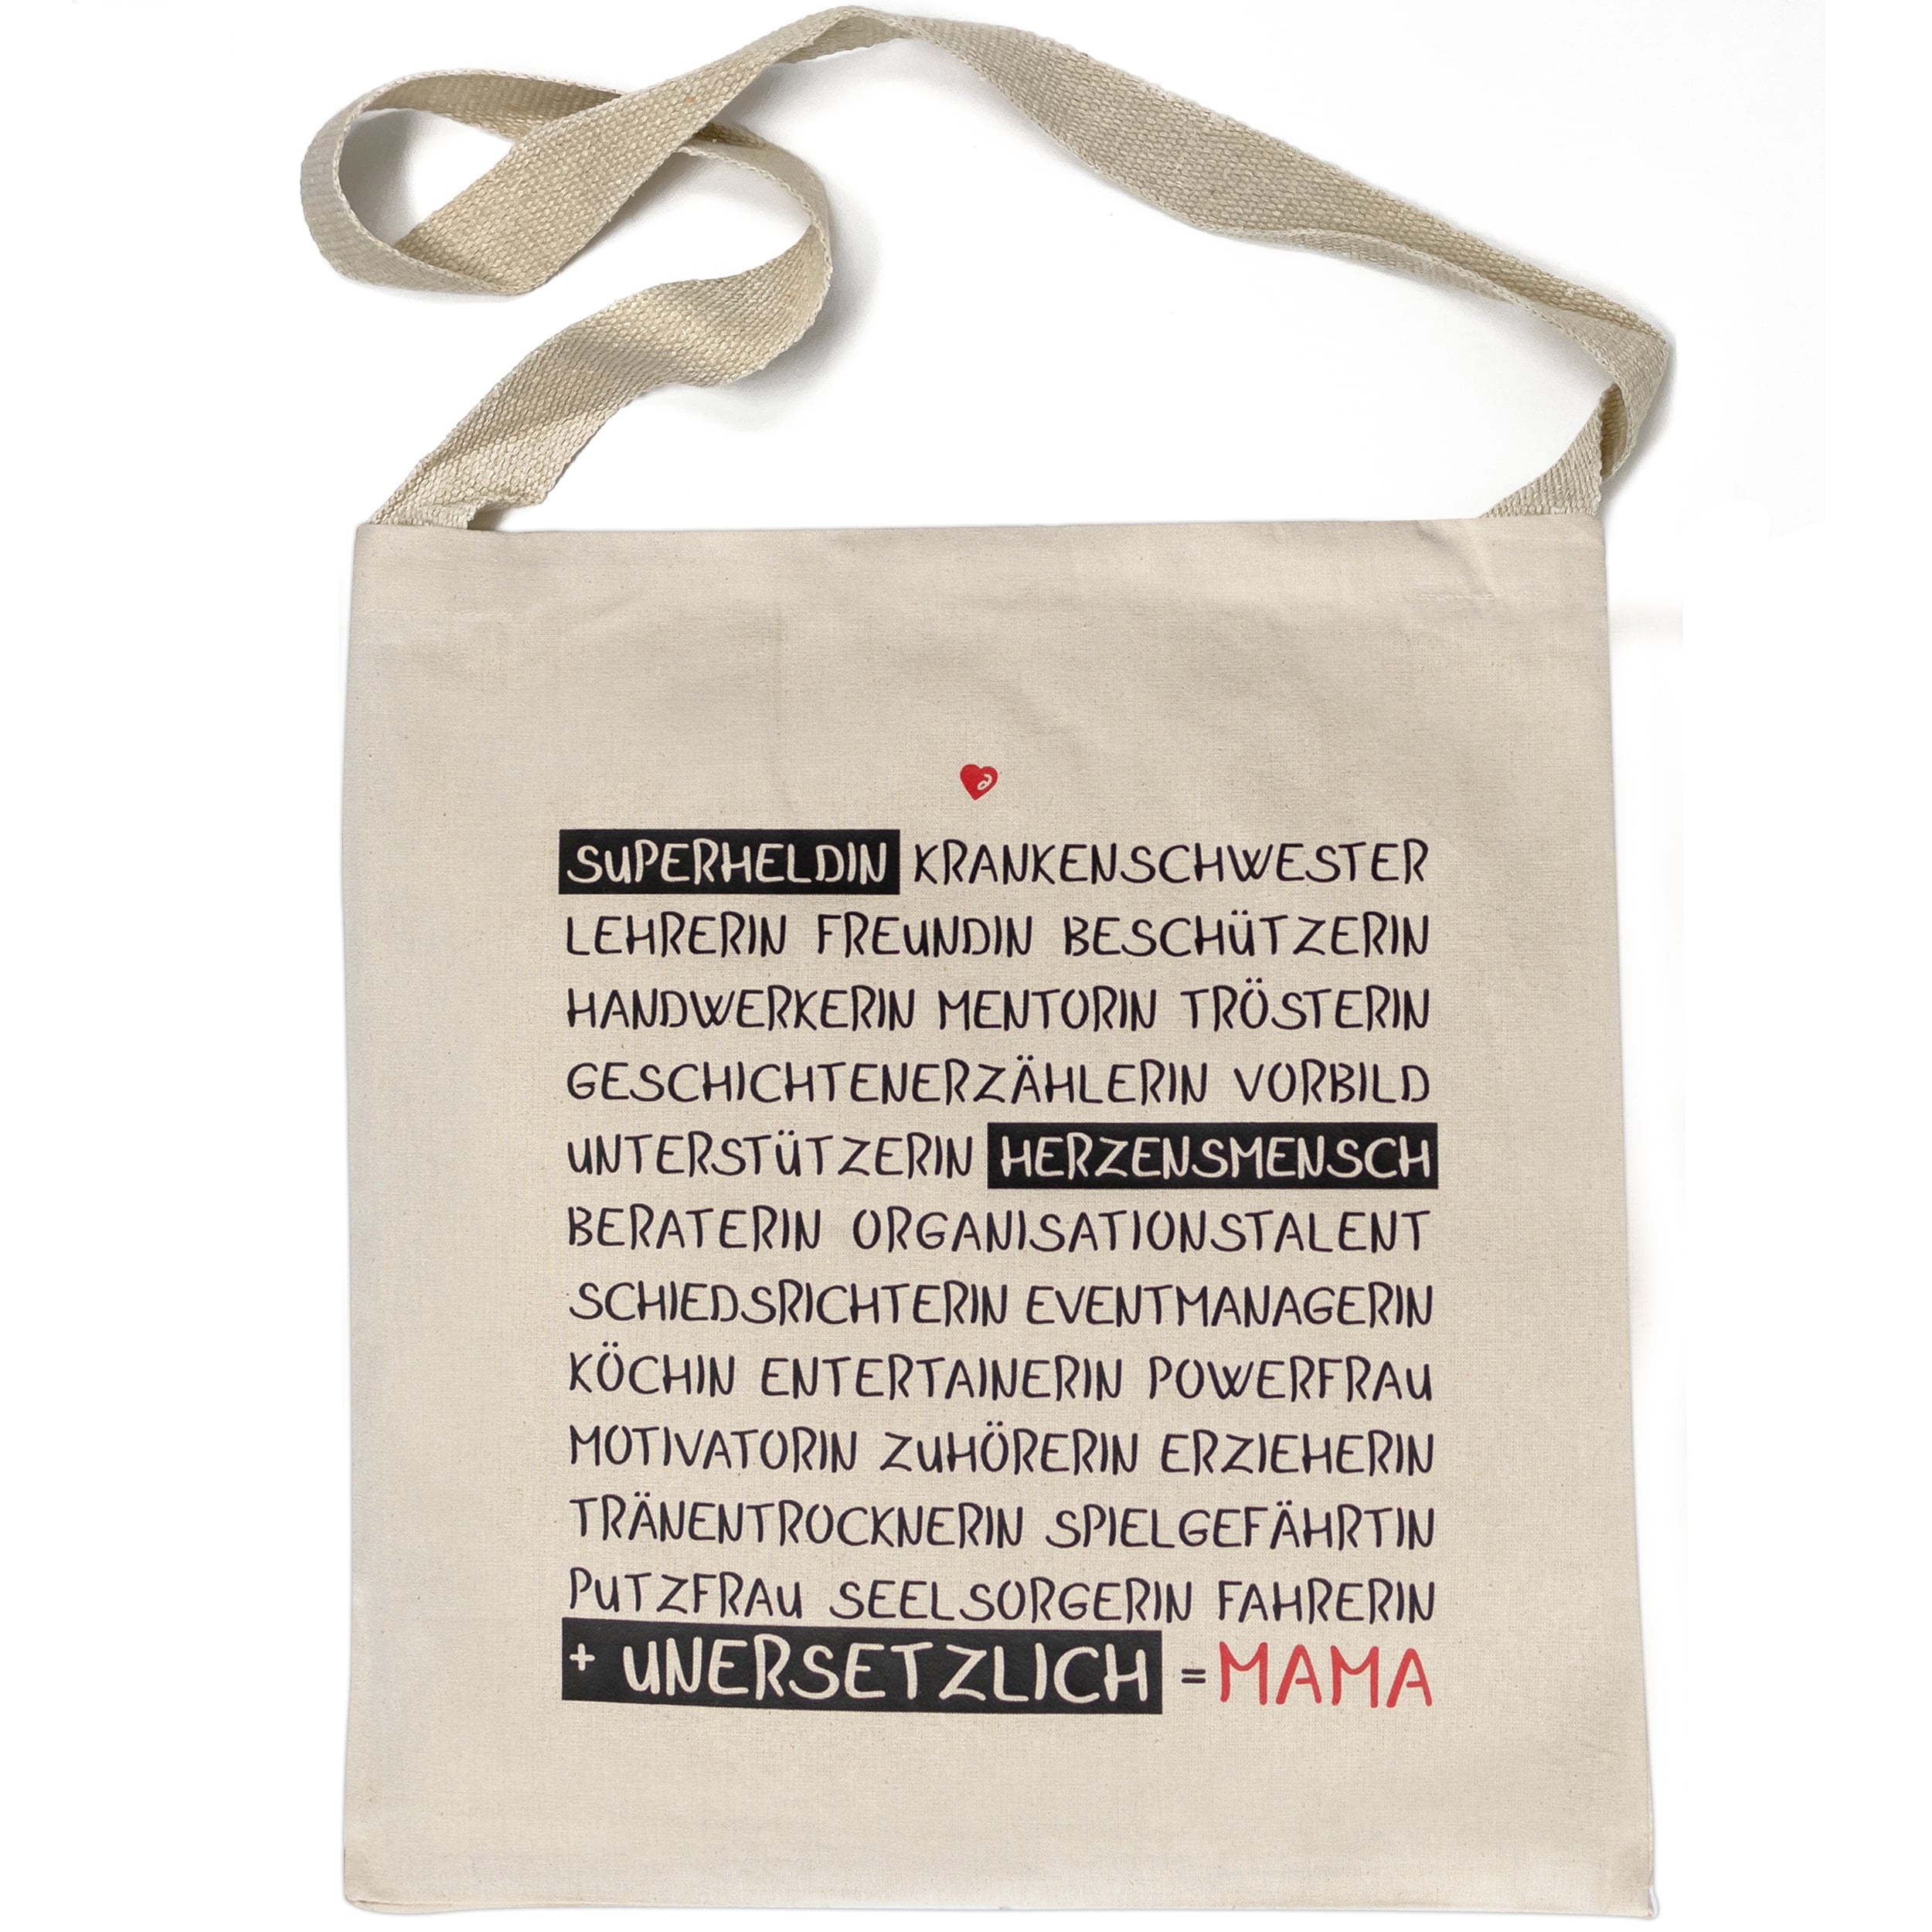 SUPERHELDIN KRANKENSCHWESTER
LEHRERIN FREUNDIN BESCHÜTZERIN
HANDWERKERIN MENTORIN TRÖSTERIN
GESCHICHTENERZÄHLERIN VORBILD
UNTERSTÜTZERIN HERZENSMENSCH
BERATERIN ORGANISATIONSTALENT
SCHIEDSRICHTERIN EVENTMANAGERIN
KÖCHIN ENTERTAINERIN POWERFRAU
MOTIVATORIN ZUHÖRERIN ERZIEHERIN
TRÄNENTROCKNERIN SPIELGEFÄHRTIN
PUTZFRAU SEELSORGERIN FAHRERIN
+ UNERSETZLICH = MAMA